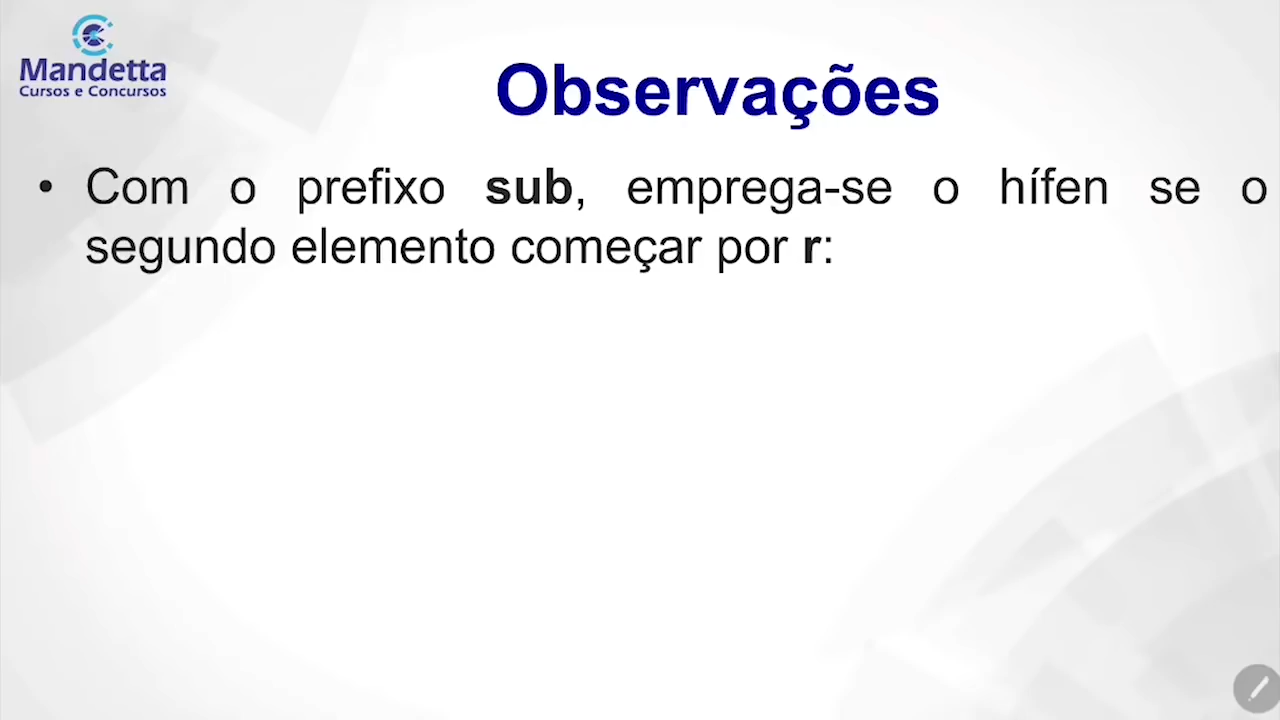 Mandetta
Cursos e Concursos
Observações
• Com o prefixo sub, emprega-se o hífen se o
segundo elemento começar por r: